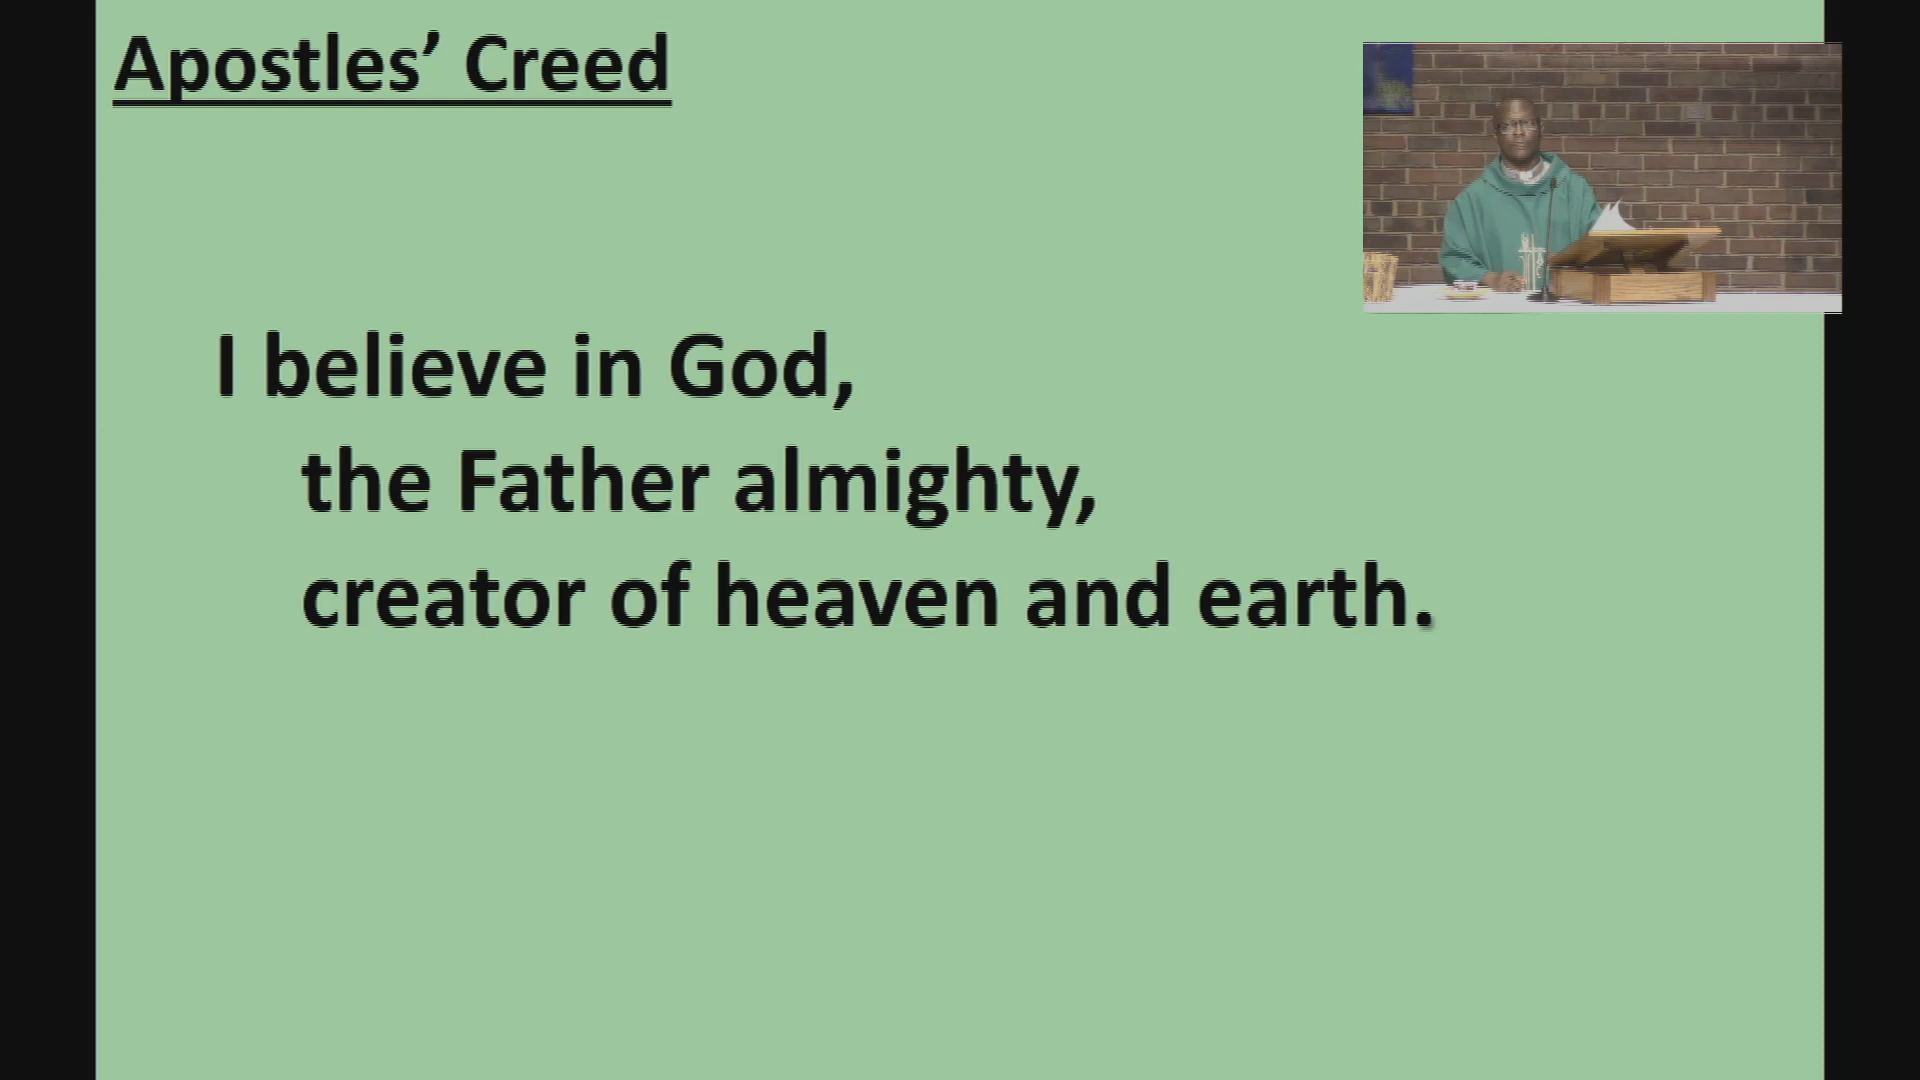 Apostles’ Creed
I believe in God,
the Father almighty,
creator of heaven and earth.